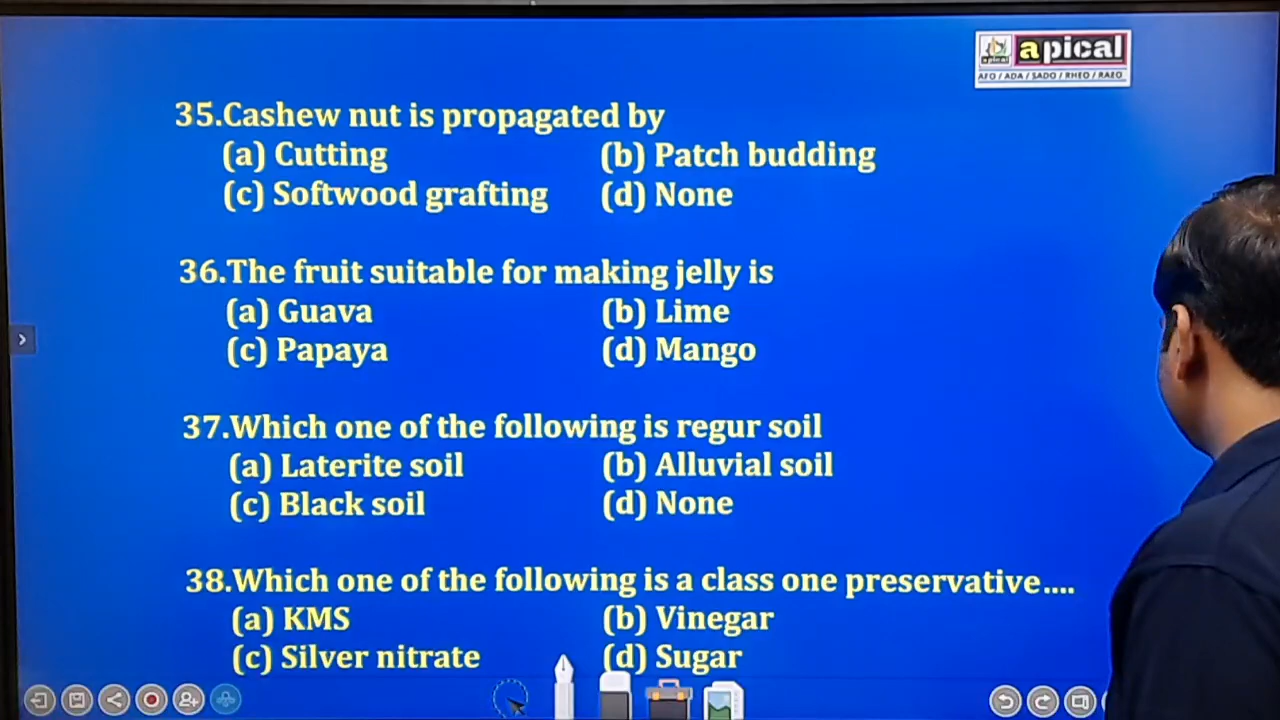 apical
apical
AFO / ADA / SADO / RHEO / RAEO
35.Cashew nut is propagated by
(a) Cutting (b) Patch budding
(c) Softwood grafting (d) None
36.The fruit suitable for making jelly is
(a) Guava (b) Lime
(c) Papaya (d) Mango
37.Which one of the following is regur soil
(a) Laterite soil (b) Alluvial soil
(c) Black soil (d) None
38.Which one of the following is a class one preservative....
(a) KMS (b) Vinegar
(c) Silver nitrate (d) Sugar